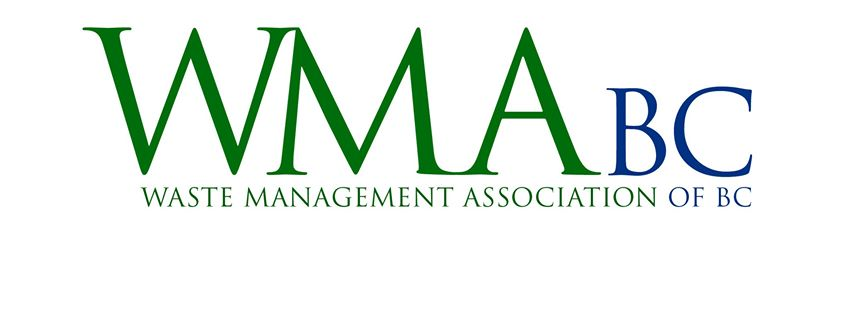 WMABC
WASTE MANAGEMENT ASSOCIATION OF BC